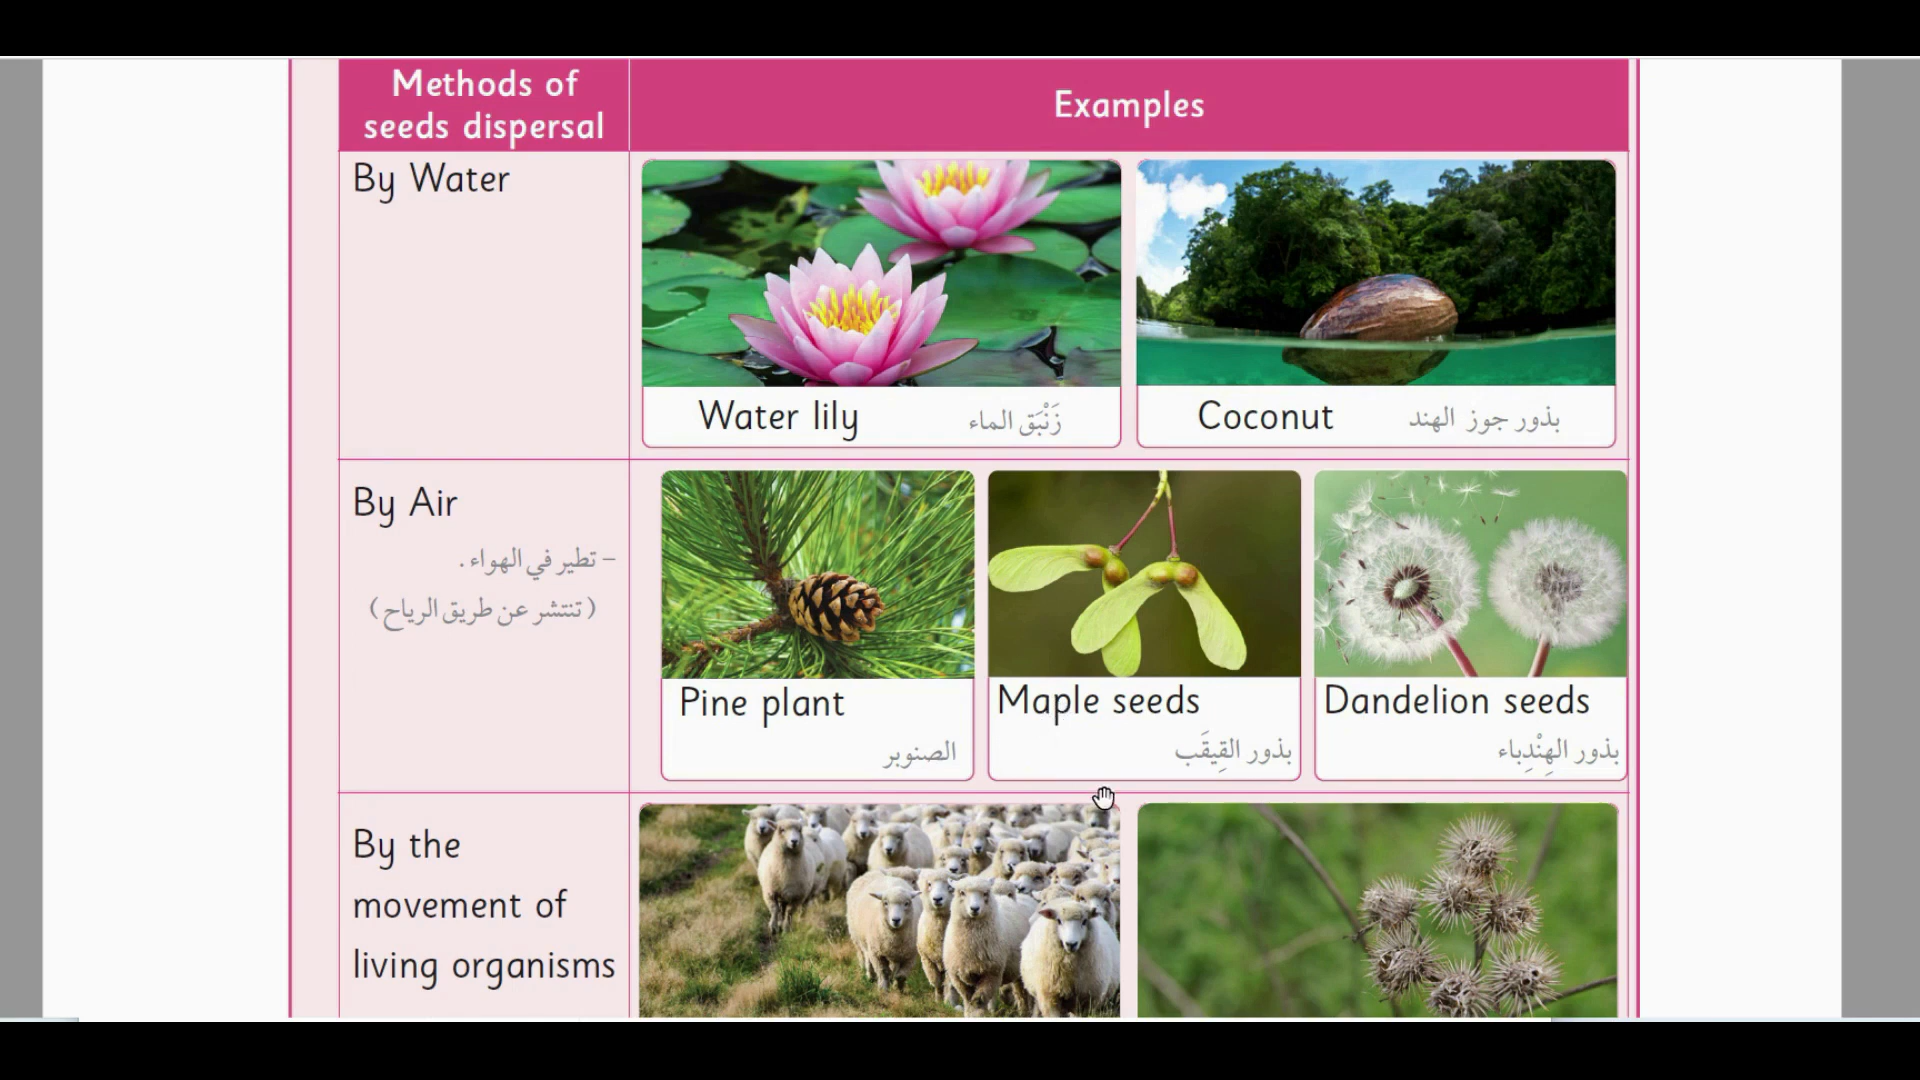 Methods of
seeds dispersal
Examples
By Water
Water lily زَنْبَق الماء
Coconut بذور جوز الهند
By Air
– تطير في الهواء .
( تنتشر عن طريق الرياح )
Pine plant
الصنوبر
Maple seeds
بذور القِيقَب
Dandelion seeds
بذور الهِنْدِباء
By the
movement of
living organisms